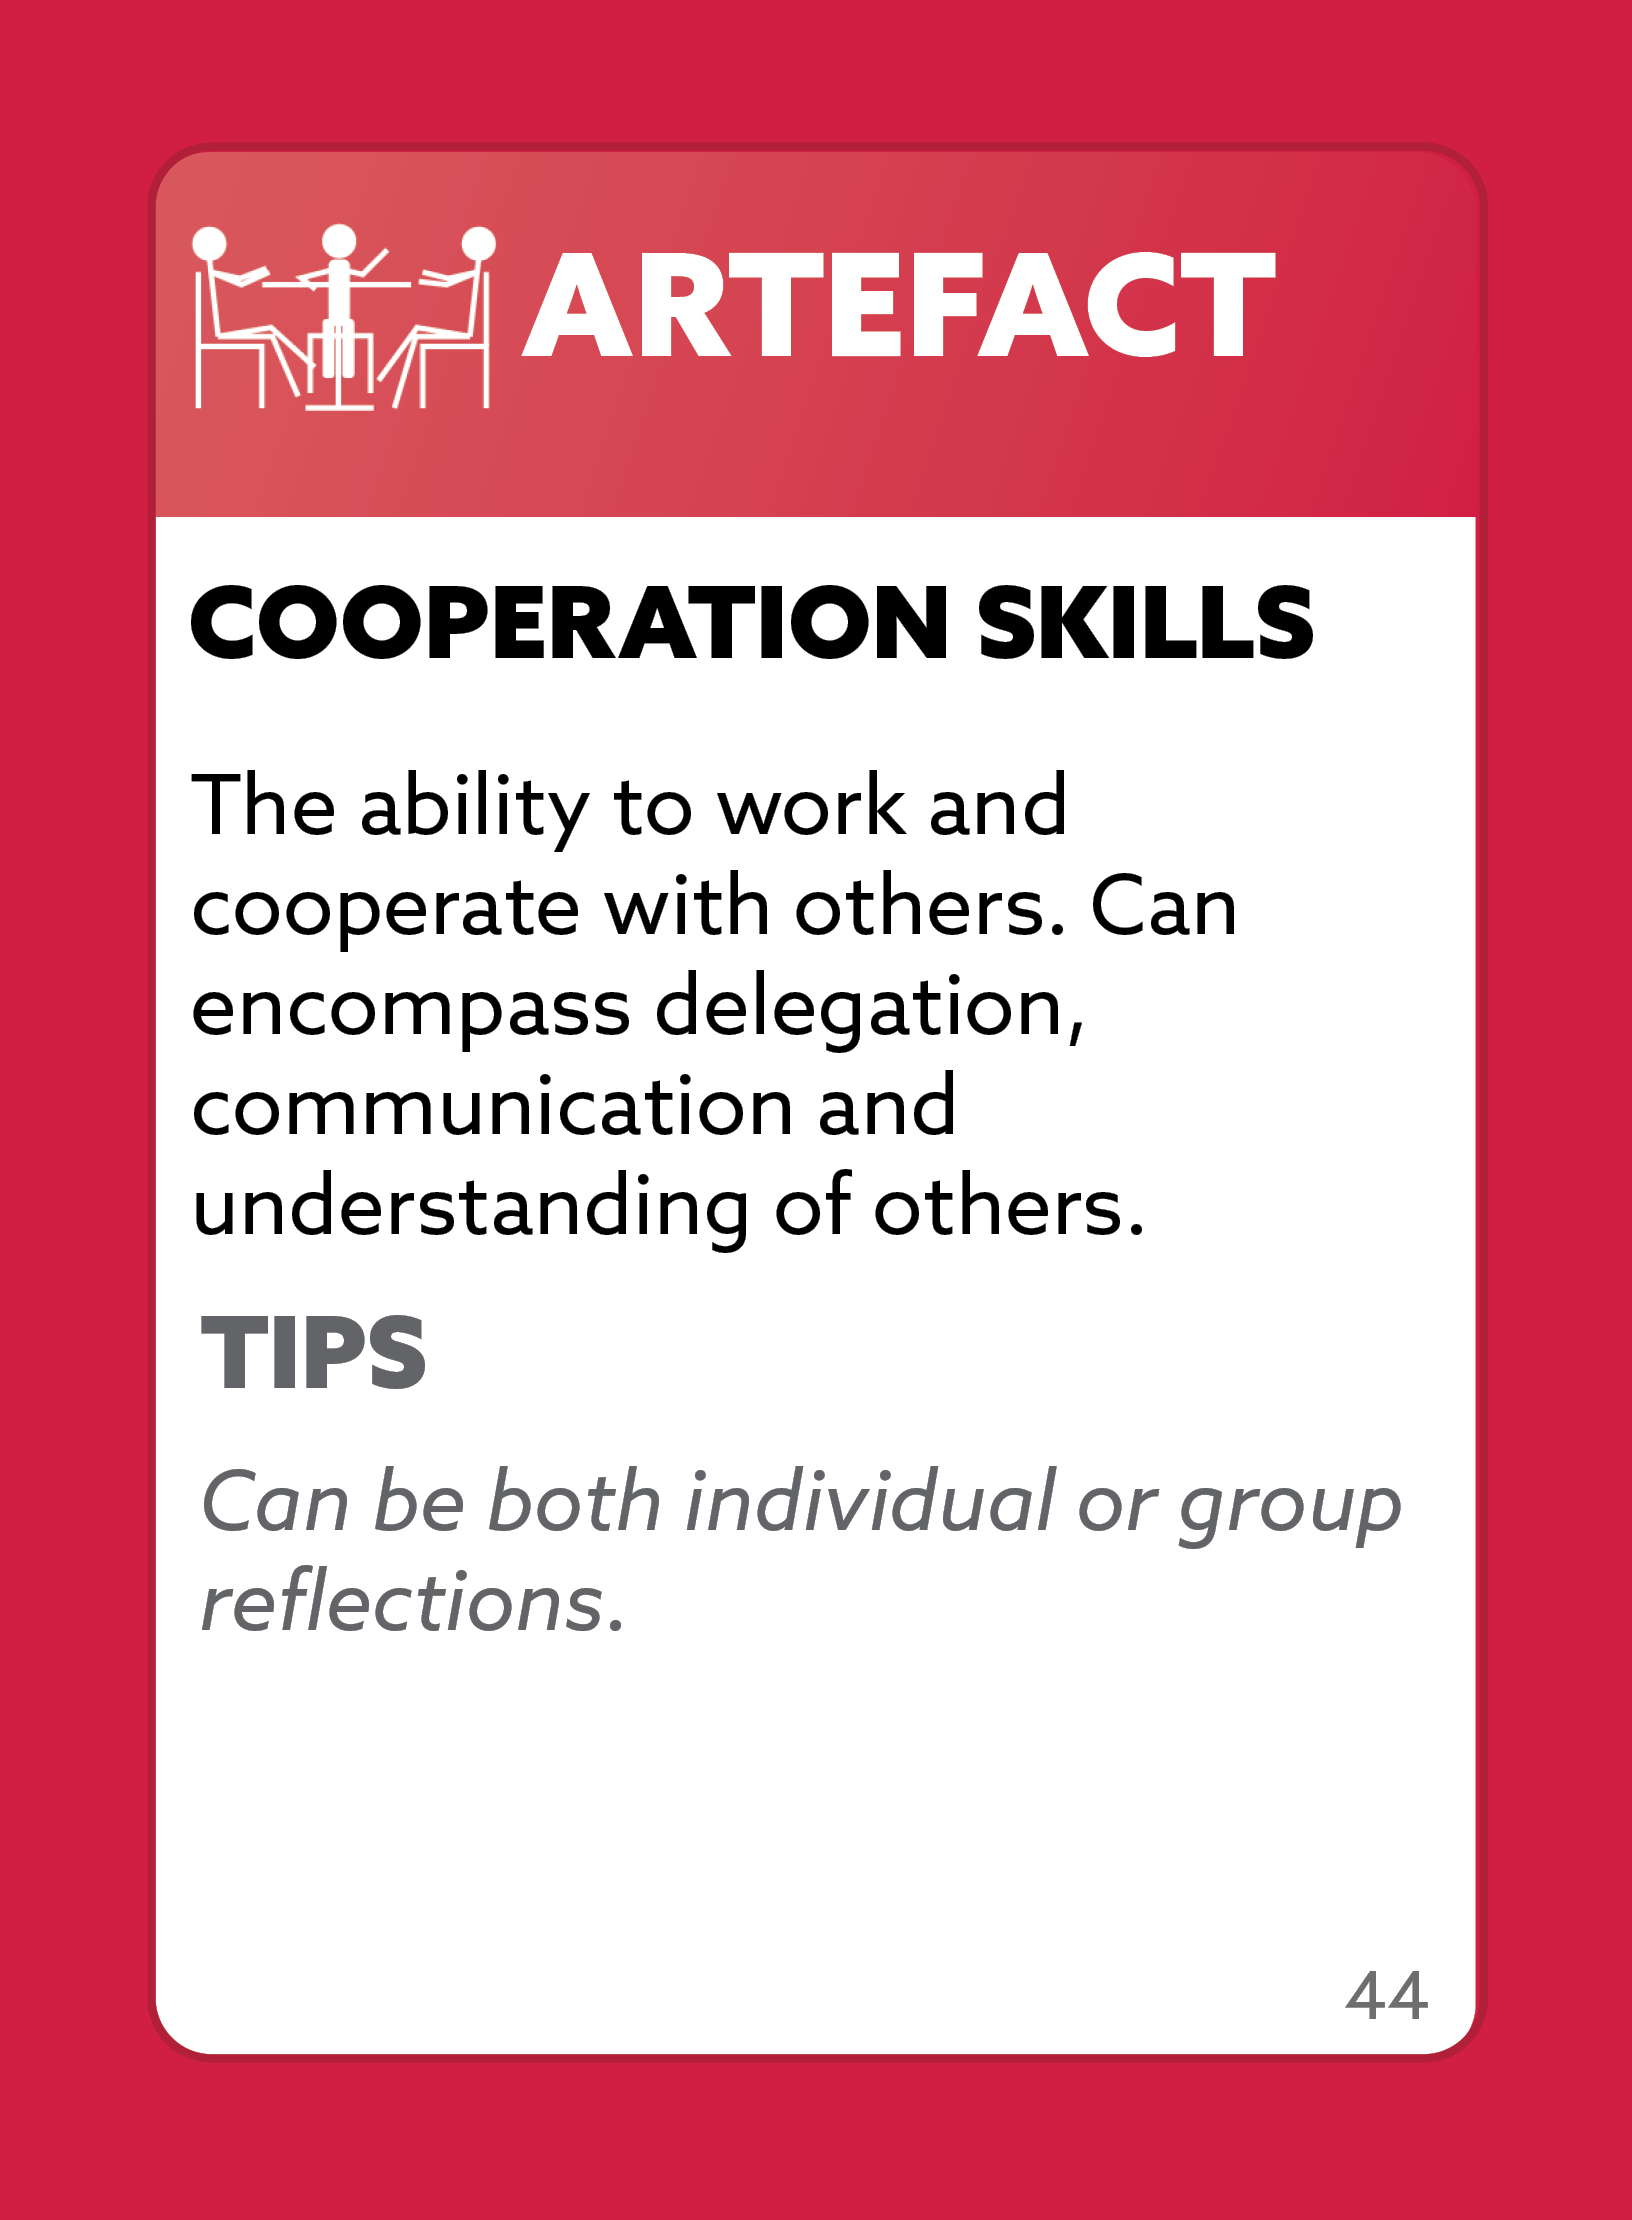 ARTEFACT
COOPERATION SKILLS
The ability to work and
cooperate with others. Can
encompass delegation,
communication and
understanding of others.
TIPS
Can be both individual or group
reflections.
44